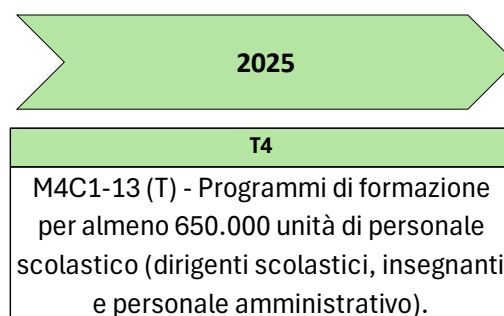 2025
T4
M4C1-13 (T) - Programmi di formazione
per almeno 650.000 unità di personale
scolastico (dirigenti scolastici, insegnanti
e personale amministrativo).